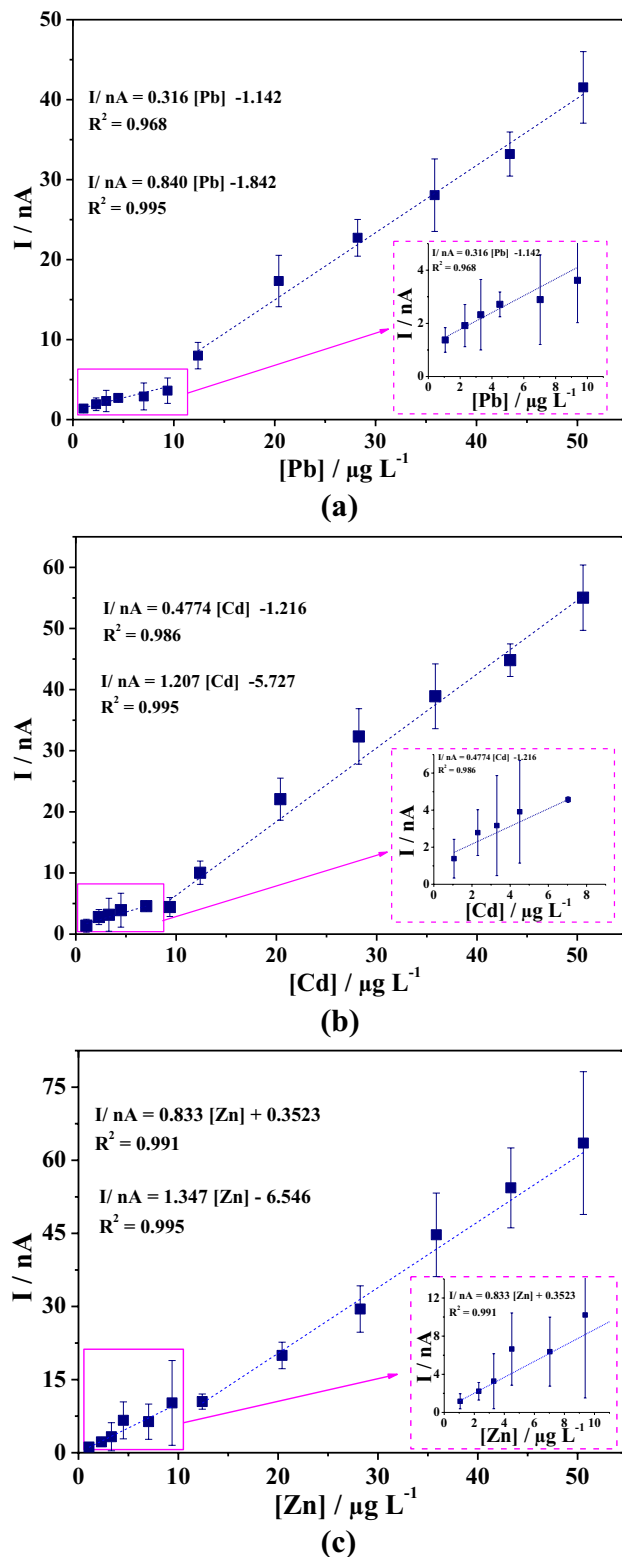 50
40
30
20
10
0
I / nA
I/ nA = 0.316 [Pb] -1.142
R² = 0.968
I/ nA = 0.840 [Pb] -1.842
R² = 0.995
I/ nA = 0.316 [Pb] -1.142
R² = 0.968
4
2
0
I / nA
0 2 4 6 8 10
[Pb] / µg L⁻¹
0 10 20 30 40 50
[Pb] / µg L⁻¹
(a)
60
50
40
30
20
10
0
I / nA
I/ nA = 0.4774 [Cd] -1.216
R² = 0.986
I/ nA = 1.207 [Cd] -5.727
R² = 0.995
I/ nA = 0.4774 [Cd] -1.216
R² = 0.986
6
4
2
0
I / nA
0 2 4 6 8
[Cd] / µg L⁻¹
0 10 20 30 40 50
[Cd] / µg L⁻¹
(b)
75
60
45
30
15
0
I / nA
I/ nA = 0.833 [Zn] + 0.3523
R² = 0.991
I/ nA = 1.347 [Zn] - 6.546
R² = 0.995
I/ nA = 0.833 [Zn] + 0.3523
R² = 0.991
12
8
4
0
I / nA
0 2 4 6 8 10
[Zn] / µg L⁻¹
0 10 20 30 40 50
[Zn] / µg L⁻¹
(c)